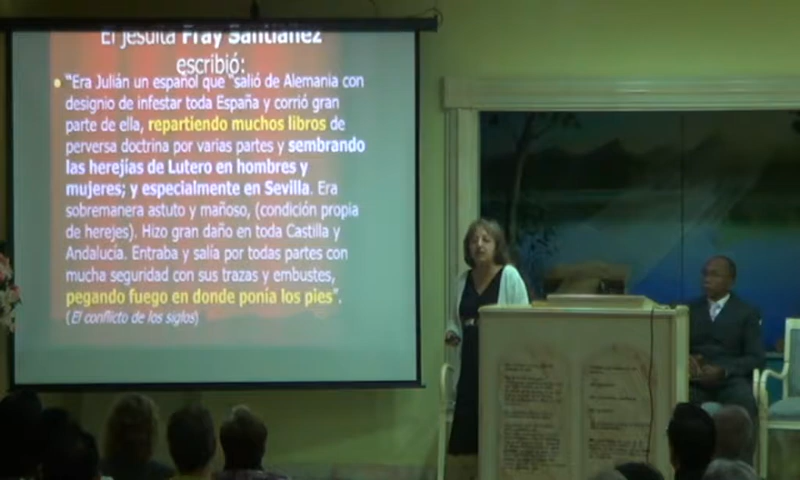 El jesuita Fray Santiáñez
escribió:
“Era Julián un español que “salió de Alemania con
designio de infestar toda España y corrió gran
parte de ella, repartiendo muchos libros de
perversa doctrina por varias partes y sembrando
las herejías de Lutero en hombres y
mujeres; y especialmente en Sevilla. Era
sobremanera astuto y mañoso, (condición propia
de herejes). Hizo gran daño en toda Castilla y
Andalucía. Entraba y salía por todas partes con
mucha seguridad con sus trazas y embustes,
pegando fuego en donde ponía los pies”.
(El conflicto de los siglos)